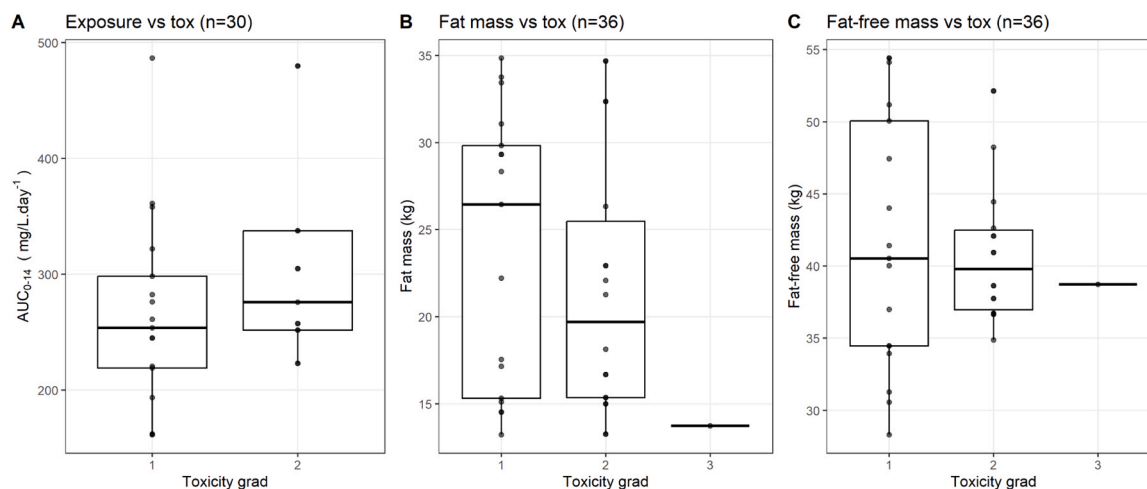 A Exposure vs tox (n=30)
500
400
300
200
AUC0-14 ( mg/L.day-1 )
1 2
Toxicity grad
B Fat mass vs tox (n=36)
35
30
25
20
15
Fat mass (kg)
1 2 3
Toxicity grad
C Fat-free mass vs tox (n=36)
55
50
45
40
35
30
Fat-free mass (kg)
1 2 3
Toxicity grad